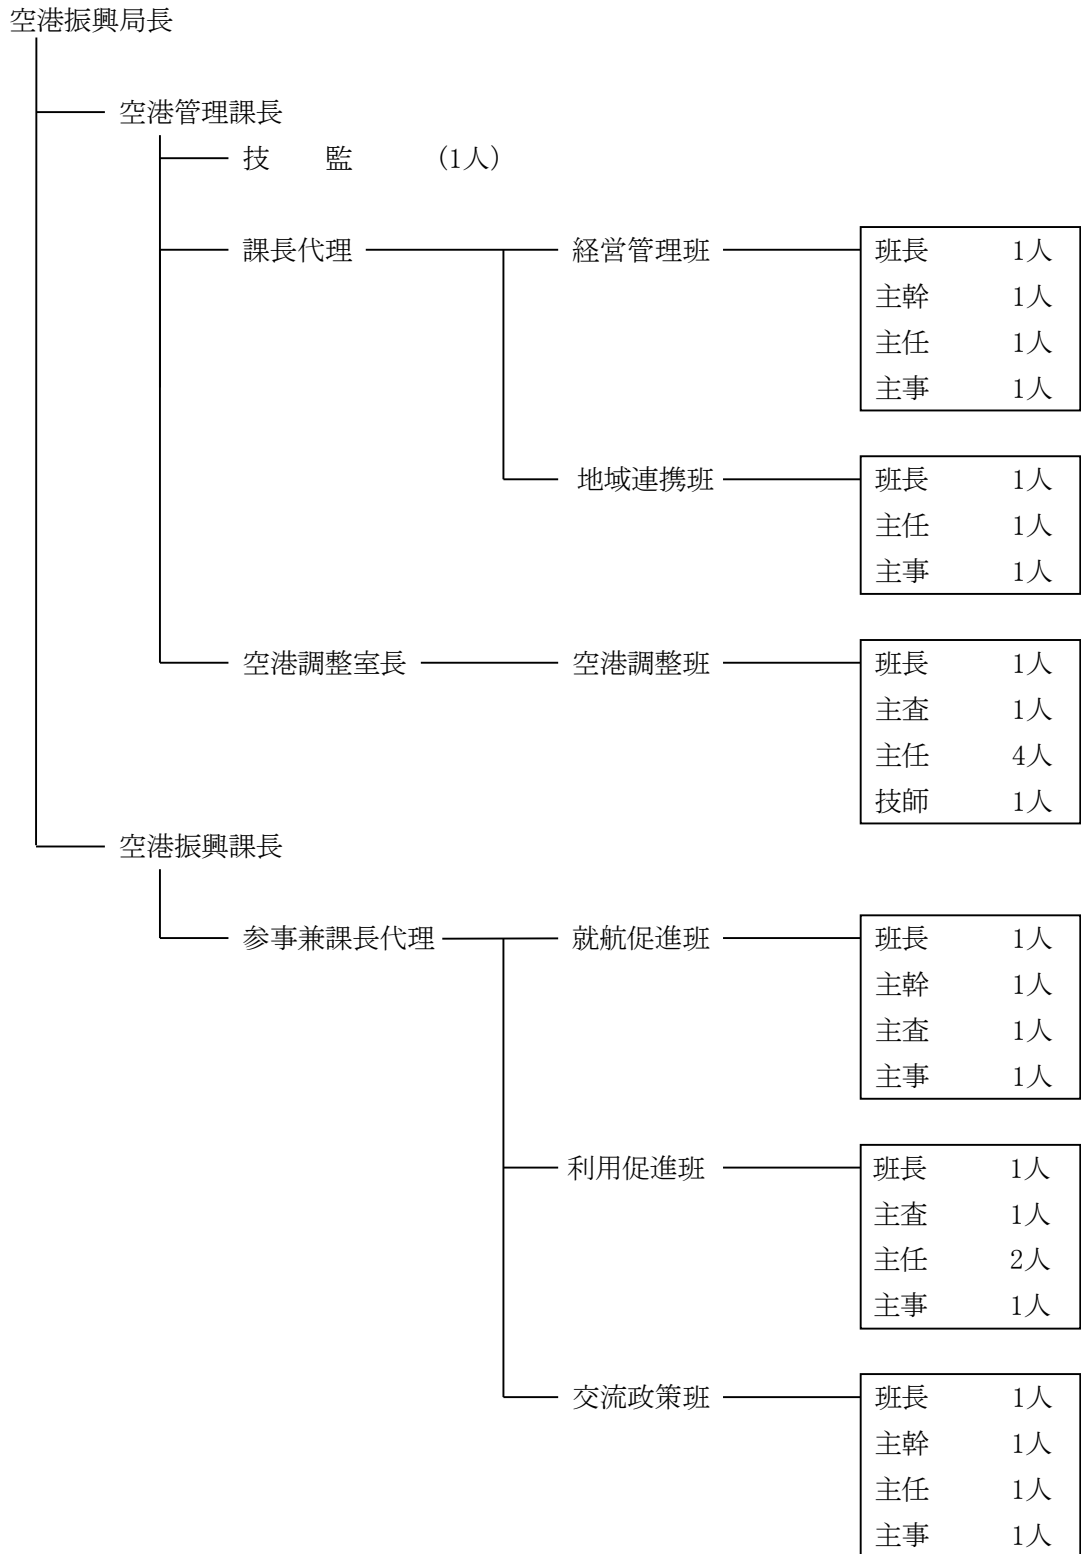 空港振興局長
空港管理課長
技　監　(1人)
課長代理　経営管理班　班長　1人
主幹　1人
主任　1人
主事　1人
地域連携班　班長　1人
主任　1人
主事　1人
空港調整室長　空港調整班　班長　1人
主査　1人
主任　4人
技師　1人
空港振興課長
参事兼課長代理　就航促進班　班長　1人
主幹　1人
主査　1人
主事　1人
利用促進班　班長　1人
主査　1人
主任　2人
主事　1人
交流政策班　班長　1人
主幹　1人
主任　1人
主事　1人